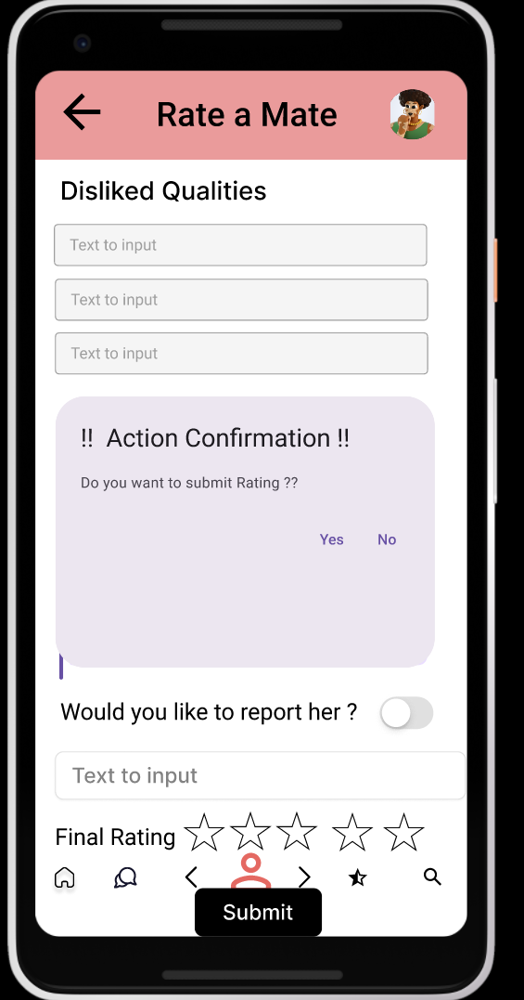 Rate a Mate
Disliked Qualities
Text to input
Text to input
Text to input
!! Action Confirmation !!
Do you want to submit Rating ??
Yes No
Would you like to report her ?
Text to input
Final Rating
Submit